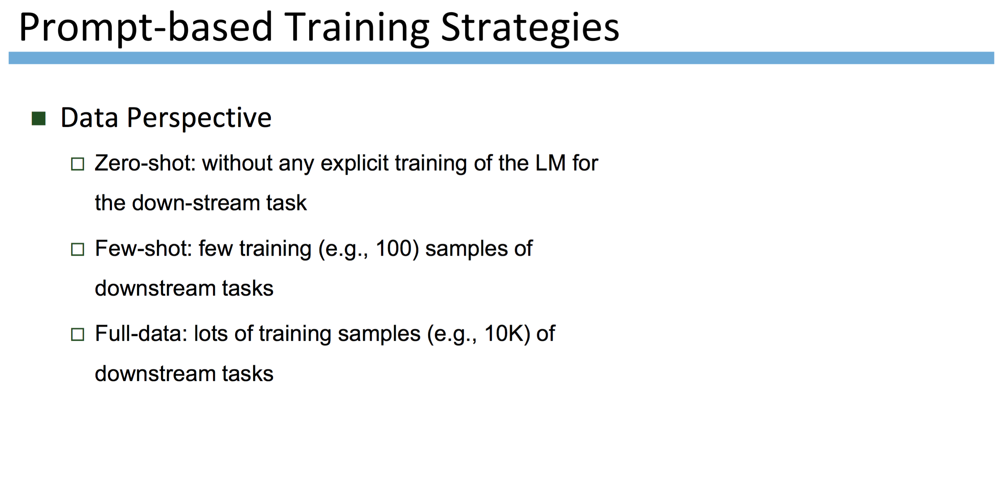 Prompt-based Training Strategies
Data Perspective
Zero-shot: without any explicit training of the LM for
the down-stream task
Few-shot: few training (e.g., 100) samples of
downstream tasks
Full-data: lots of training samples (e.g., 10K) of
downstream tasks